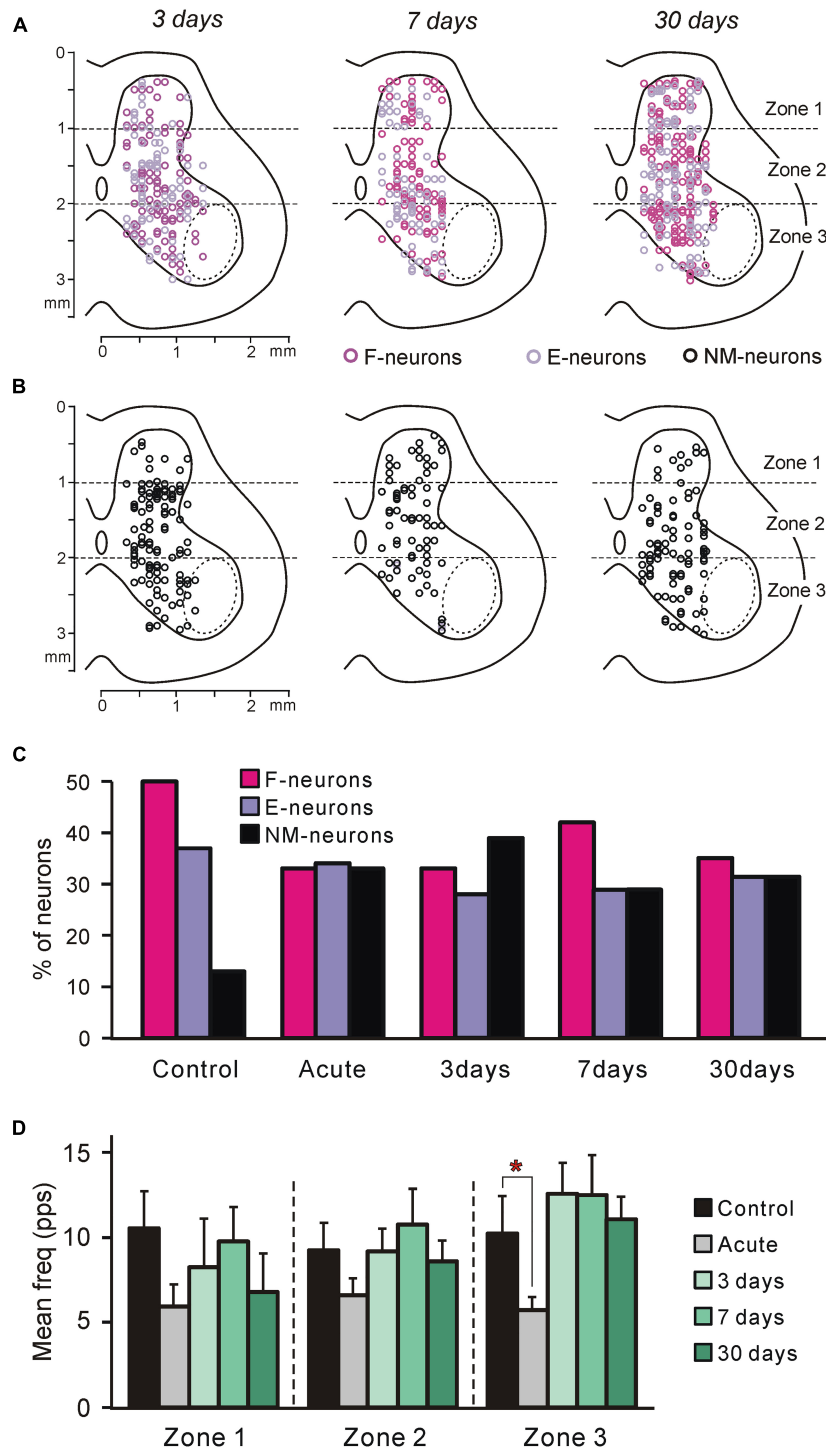 A
3 days 7 days 30 days
0
1
2
3
mm
Zone 1
Zone 2
Zone 3
0 1 2 mm
F-neurons E-neurons NM-neurons
B
0
1
2
3
mm
Zone 1
Zone 2
Zone 3
0 1 2 mm
C
% of neurons
50
40
30
20
10
0
F-neurons
E-neurons
NM-neurons
Control Acute 3days 7days 30days
D
Mean freq (pps)
15
10
5
0
*
Control
Acute
3 days
7 days
30 days
Zone 1 Zone 2 Zone 3